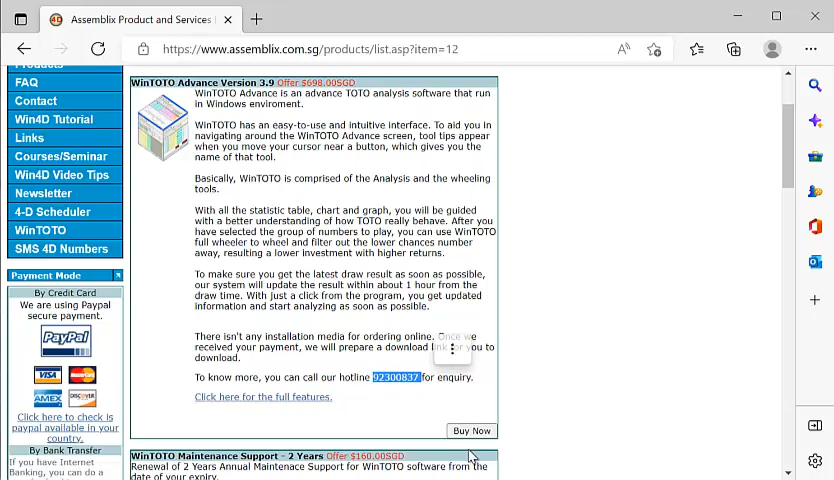 Assemblix Product and Services
https://www.assemblix.com.sg/products/list.asp?item=12
Products
FAQ
Contact
Win4D Tutorial
Links
Courses/Seminar
Win4D Video Tips
Newsletter
4-D Scheduler
WinTOTO
SMS 4D Numbers
Payment Mode
By Credit Card
We are using Paypal
secure payment.
PayPal
VISA
MasterCard
AMEX
DISCOVER
Click here to check is
paypal available in your
country.
By Bank Transfer
If you have Internet
Banking, you can do a
WinTOTO Advance Version 3.9 Offer $698.00SGD
WinTOTO Advance is an advance TOTO analysis software that run
in Windows enviroment.
WinTOTO has an easy-to-use and intuitive interface. To aid you in
navigating around the WinTOTO Advance screen, tool tips appear
when you move your cursor near a button, which gives you the
name of that tool.
Basically, WinTOTO is comprised of the Analysis and the wheeling
tools.
With all the statistic table, chart and graph, you will be guided
with a better understanding of how TOTO really behave. After you
have selected the group of numbers to play, you can use WinTOTO
full wheeler to wheel and filter out the lower chances number
away, resulting a lower investment with higher returns.
To make sure you get the latest draw result as soon as possible,
our system will update the result within about 1 hour from the
draw time. With just a click from the program, you get updated
information and start analyzing as soon as possible.
There isn't any installation media for ordering online. Once we
received your payment, we will prepare a download link for you to
download.
To know more, you can call our hotline 92300837 for enquiry.
Click here for the full features.
Buy Now
WinTOTO Maintenance Support - 2 Years Offer $160.00SGD
Renewal of 2 Years Annual Maintenace Support for WinTOTO software from the
date of your expiry.